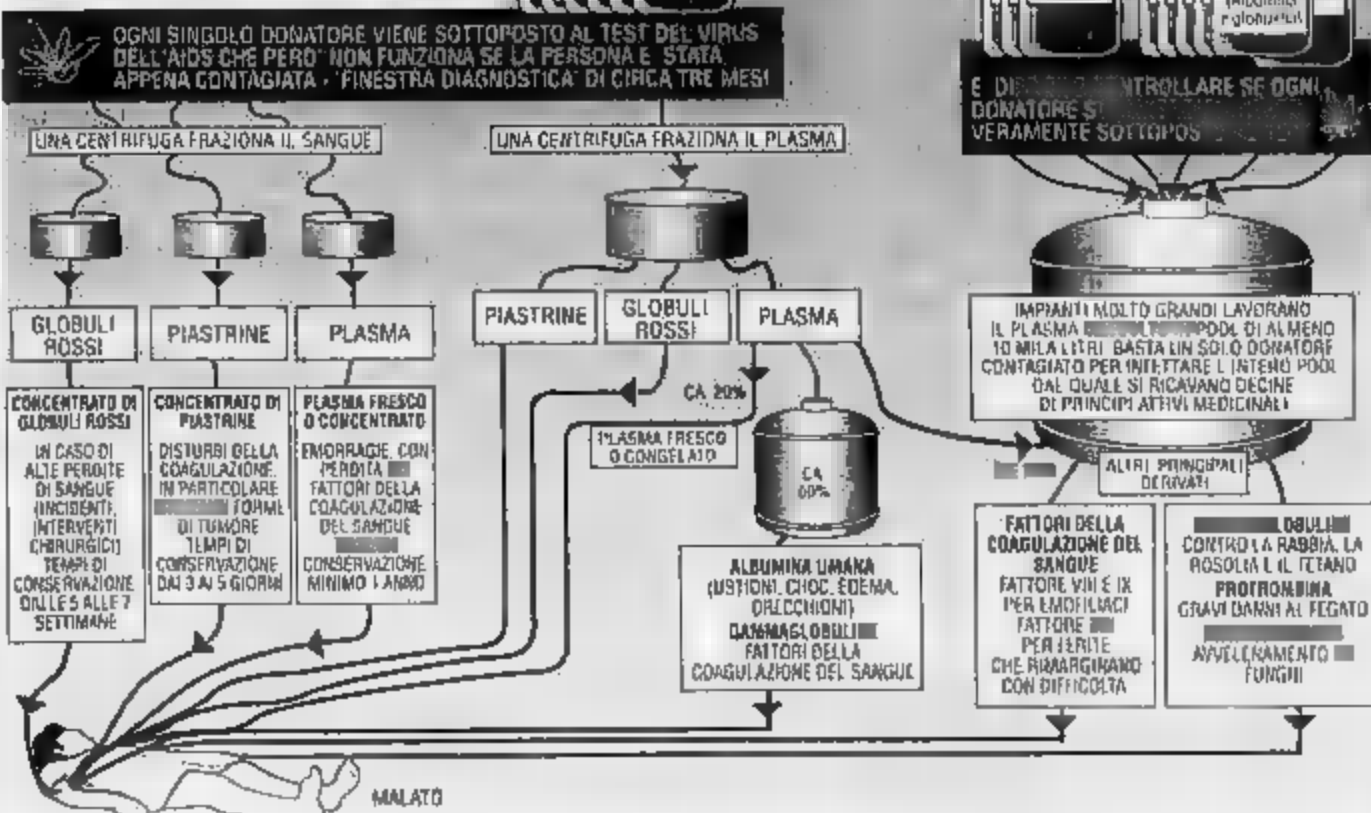 OGNI SINGOLO DONATORE VIENE SOTTOPOSTO AL TEST DEL VIRUS
DELL'AIDS CHE PERO' NON FUNZIONA SE LA PERSONA E' STATA
APPENA CONTAGIATA - "FINESTRA DIAGNOSTICA" DI CIRCA TRE MESI
E DI NTROLLARE SE OGNI
DONATORE
VERAMENTE SOTTOPOS
UNA CENTRIFUGA FRAZIONA IL SANGUE
UNA CENTRIFUGA FRAZIONA IL PLASMA
GLOBULI
ROSSI
PIASTRINE
PLASMA
PIASTRINE
GLOBULI
ROSSI
PLASMA
IMPIANTI MOLTO GRANDI LAVORANO
IL PLASMA POOL DI ALMENO
10 MILA LITRI. BASTA UN SOLO DONATORE
CONTAGIATO PER INFETTARE L'INTERO POOL
DAL QUALE SI RICAVANO DECINE
DI PRINCIPI ATTIVI MEDICINALI
CONCENTRATO DI
GLOBULI ROSSI
IN CASO DI
ALTE PERDITE
DI SANGUE
(INCIDENTI,
INTERVENTI
CHIRURGICI)
TEMPI DI
CONSERVAZIONE
DALLE 5 ALLE 7
SETTIMANE
CONCENTRATO DI
PIASTRINE
DISTURBI DELLA
COAGULAZIONE,
IN PARTICOLARE
FORME
DI TUMORE
TEMPI DI
CONSERVAZIONE
DAI 3 AI 5 GIORNI
PLASMA FRESCO
O CONCENTRATO
EMORRAGIE, CON
PERDITA
FATTORI DELLA
COAGULAZIONE
DEL SANGUE
CONSERVAZIONE
MINIMO 1 ANNO
CA. 20%
PLASMA FRESCO
O CONGELATO
CA
ALBUMINA UMANA
(USTIONI, CHOC, EDEMA,
ORECCHIONI)
GAMMAGLOBULI
FATTORI DELLA
COAGULAZIONE DEL SANGUE
ALTRI PRINCIPALI
DERIVATI
FATTORI DELLA
COAGULAZIONE DEL
SANGUE
FATTORE VIII E IX
PER EMOFILIACI
FATTORE
PER FERITE
CHE RIMARGINANO
CON DIFFICOLTA
LOBULI
CONTRO LA RABBIA, LA
ROSOLIA E IL TETANO
PROTROMBINA
GRAVI DANNI AL FEGATO
AVVELENAMENTO
FUNGHI
MALATO